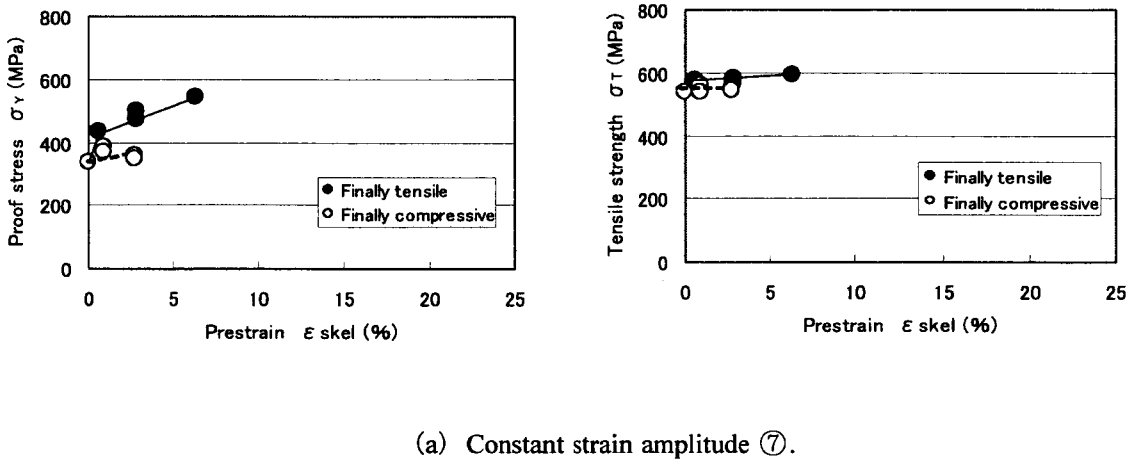 Proof stress σY (MPa)
800
600
400
200
0
0 5 10 15 20 25
Prestrain ε skel (%)
● Finally tensile
○ Finally compressive
Tensile strength σT (MPa)
800
600
400
200
0
0 5 10 15 20 25
Prestrain ε skel (%)
● Finally tensile
○ Finally compressive
(a) Constant strain amplitude ⑦.